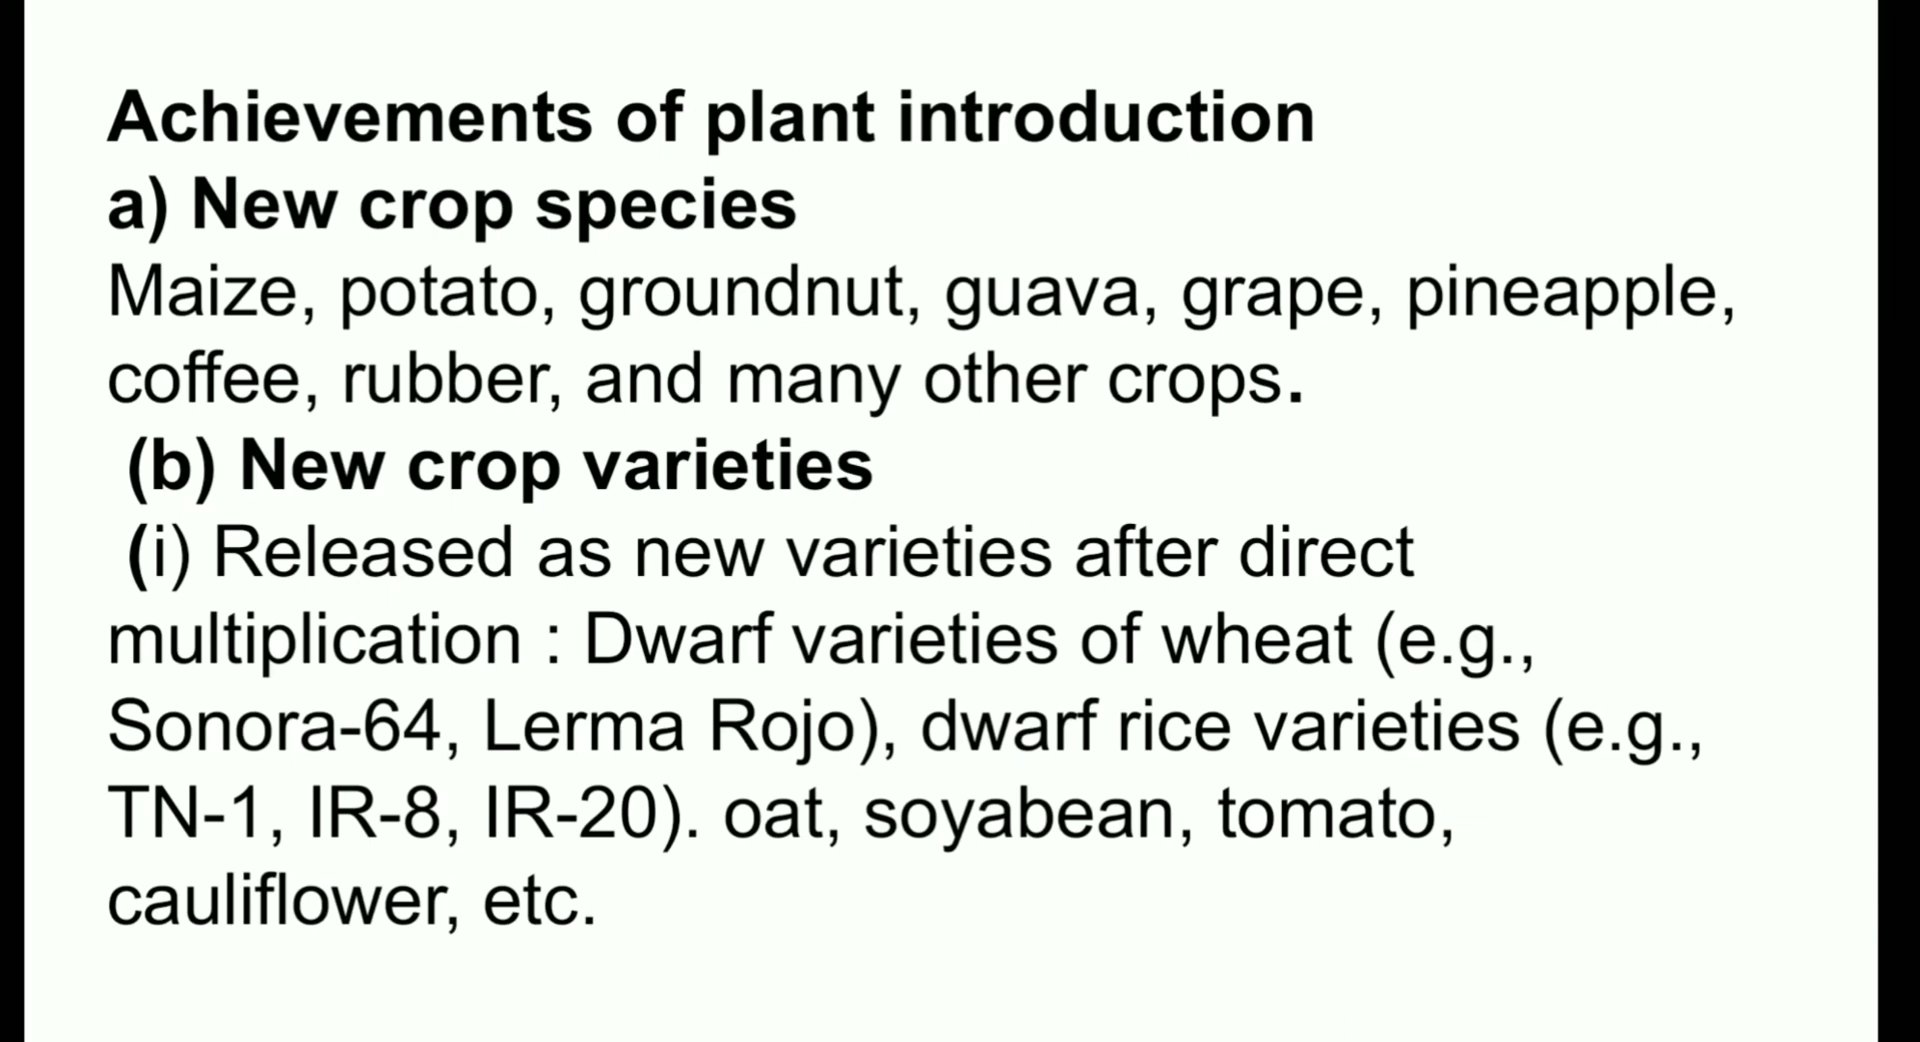 Achievements of plant introduction
a) New crop species
Maize, potato, groundnut, guava, grape, pineapple,
coffee, rubber, and many other crops.
(b) New crop varieties
(i) Released as new varieties after direct
multiplication : Dwarf varieties of wheat (e.g.,
Sonora-64, Lerma Rojo), dwarf rice varieties (e.g.,
TN-1, IR-8, IR-20). oat, soyabean, tomato,
cauliflower, etc.